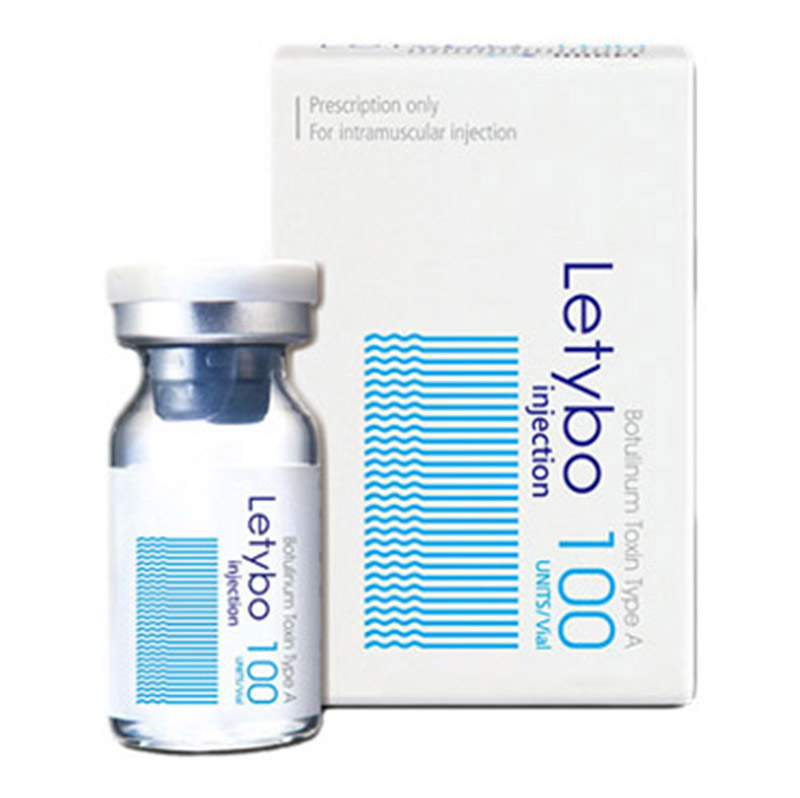 Prescription only
For intramuscular injection
Botulinum Toxin Type A
Letybo 100
injection
UNITS/Vial
Botulinum Toxin Type A
Letybo 100
injection
UNITS/Vial